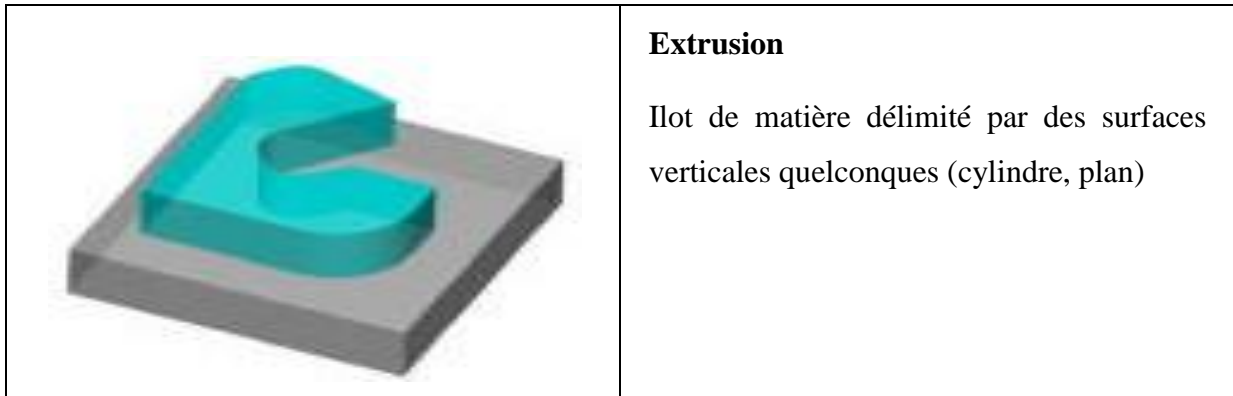 Extrusion
Ilot de matière délimité par des surfaces
verticales quelconques (cylindre, plan)